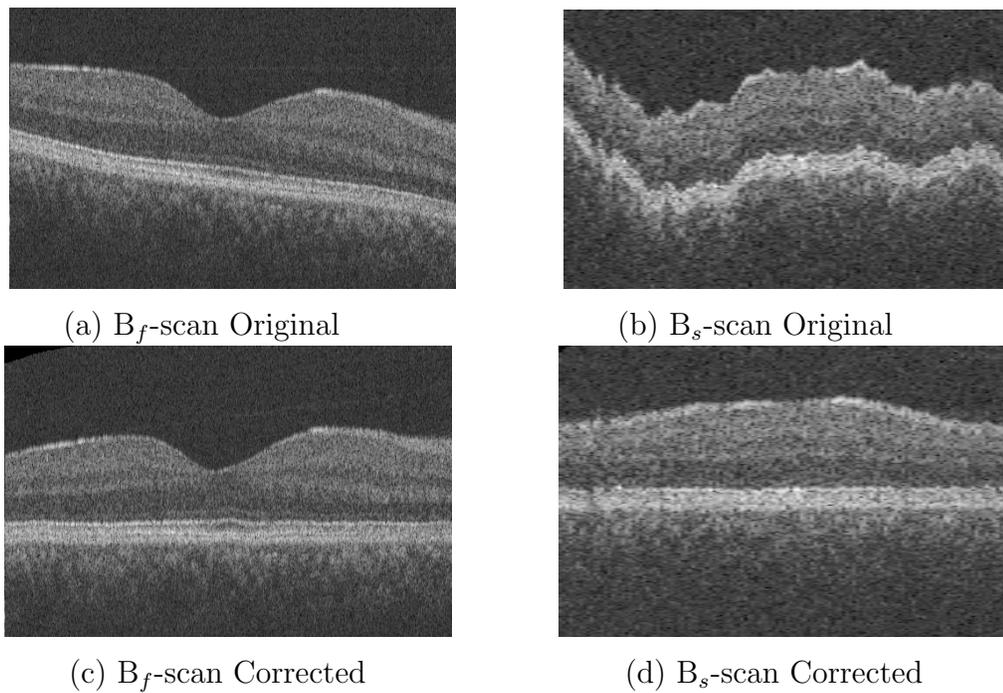 (a) B_f-scan Original
(b) B_s-scan Original
(c) B_f-scan Corrected
(d) B_s-scan Corrected